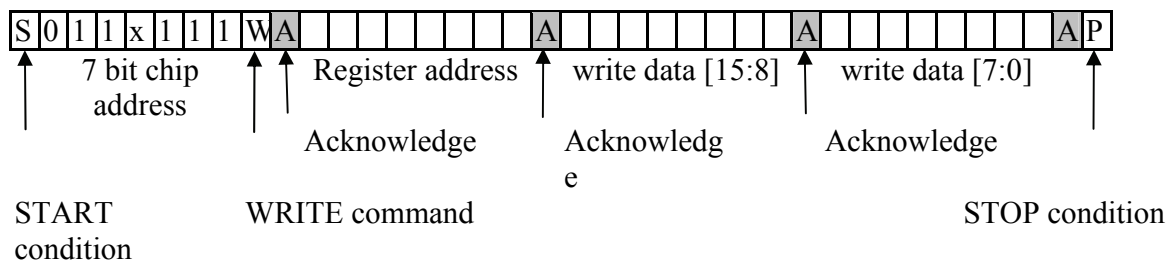 S 0 1 1 x 1 1 1 W A A A A P
7 bit chip Register address write data [15:8] write data [7:0]
address
Acknowledge Acknowledg Acknowledge
e
START WRITE command STOP condition
condition